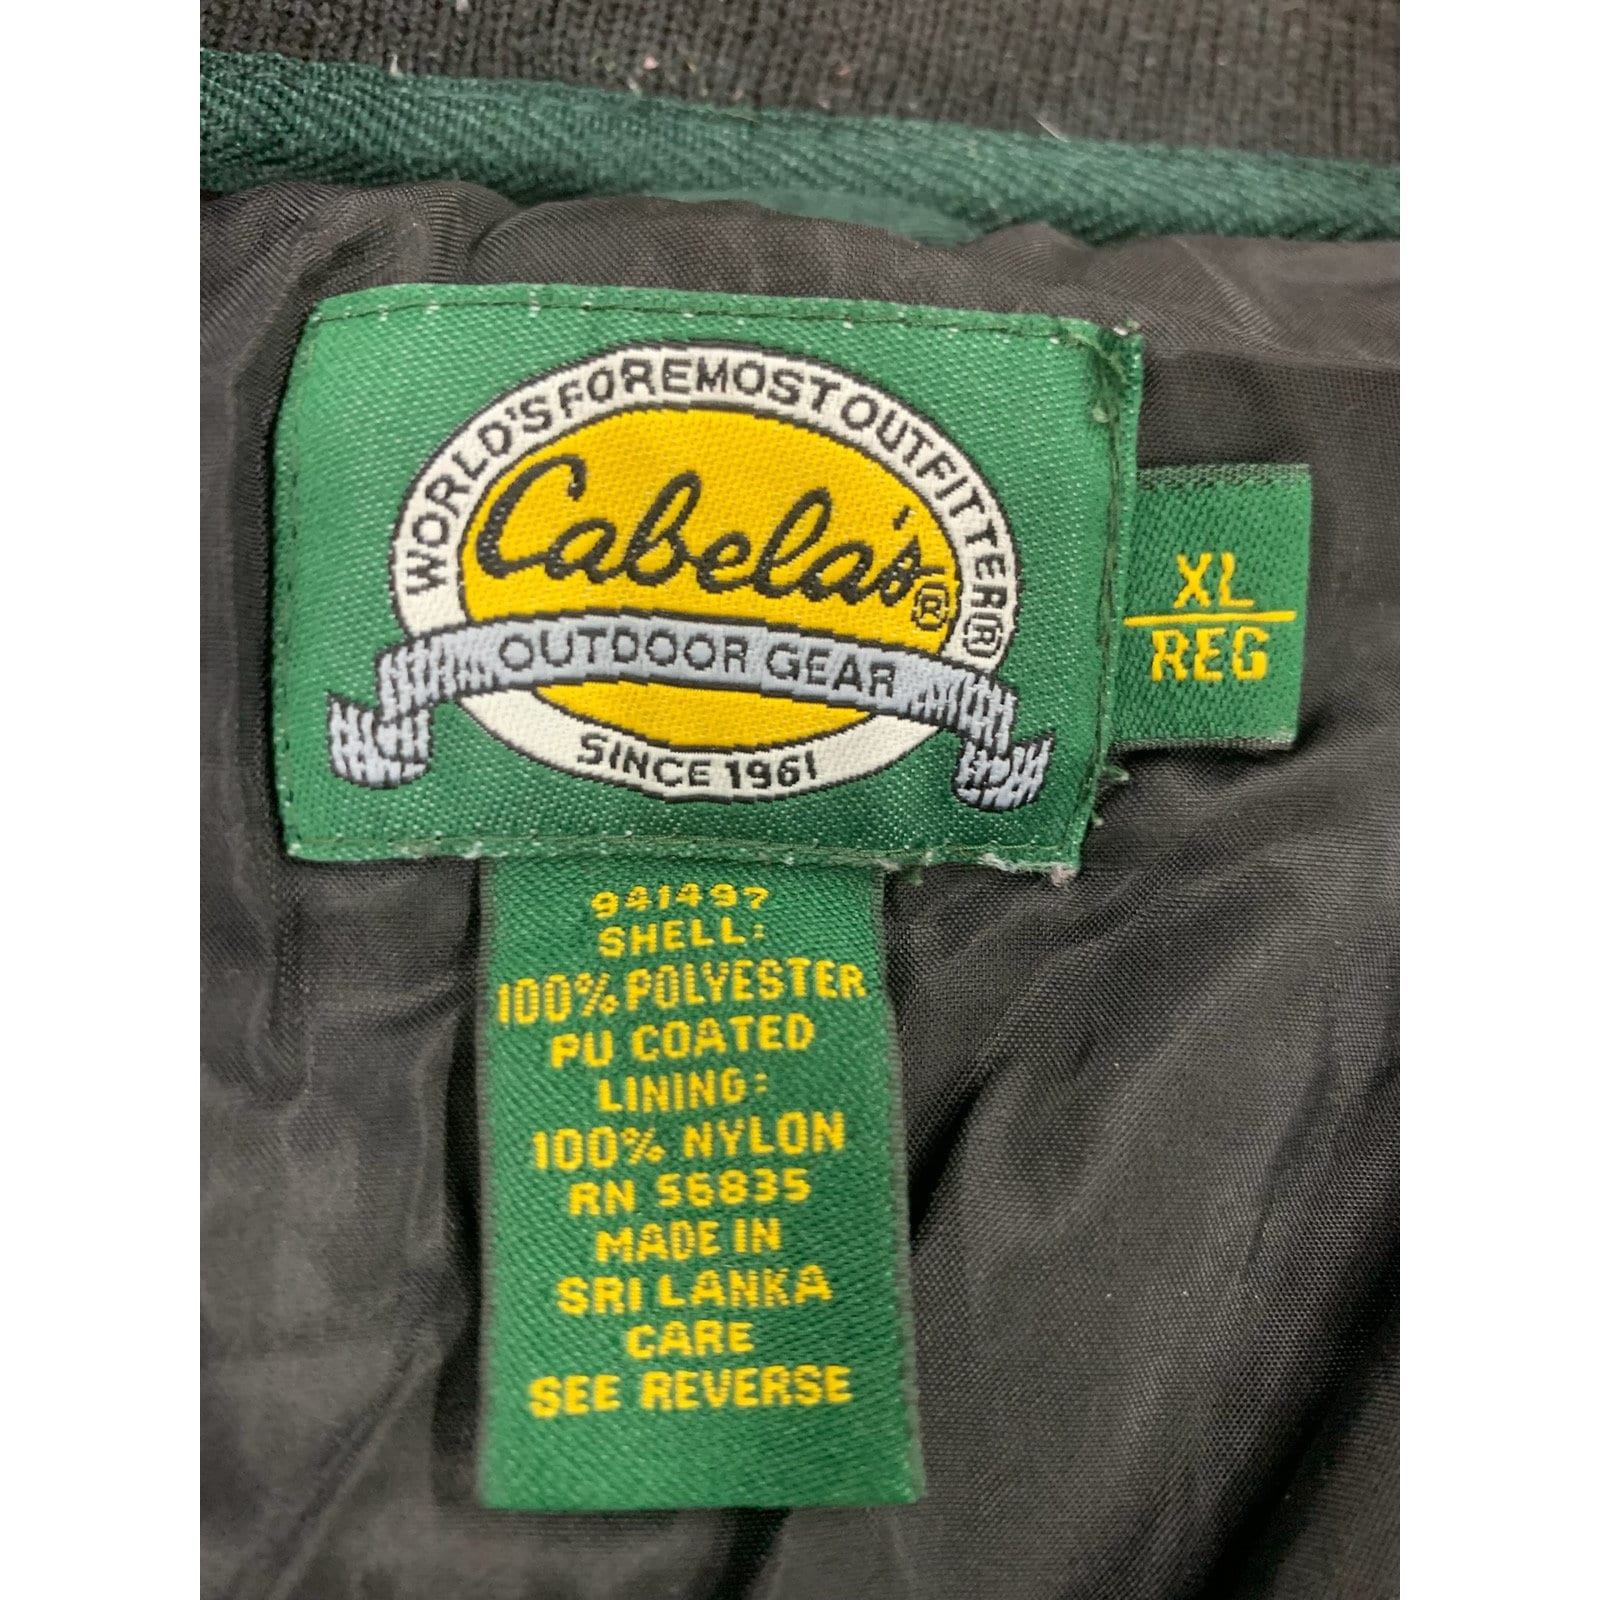 WORLD'S FOREMOST OUTFITTER®
Cabela's®
OUTDOOR GEAR
SINCE 1961
XL
REG
941497
SHELL:
100% POLYESTER
PU COATED
LINING:
100% NYLON
RN 56835
MADE IN
SRI LANKA
CARE
SEE REVERSE